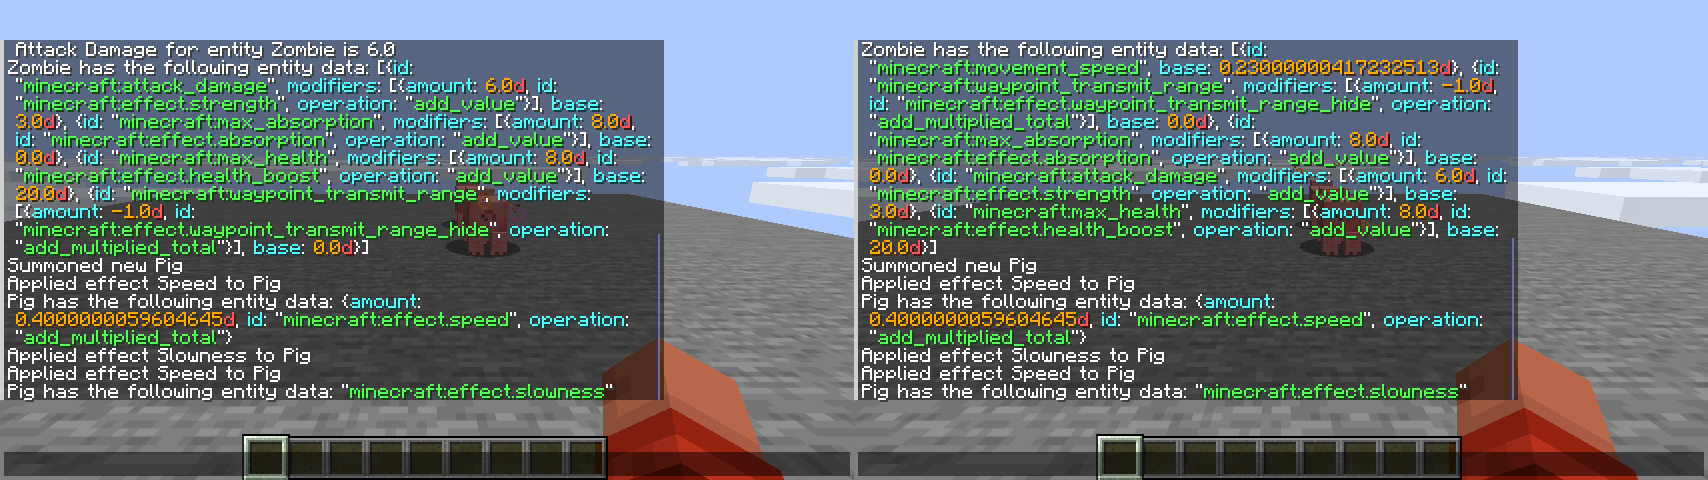 Attack Damage for entity Zombie is 6.0
Zombie has the following entity data: [{id:
"minecraft:attack_damage", modifiers: [{amount: 6.0d, id:
"minecraft:effect.strength", operation: "add_value"}], base:
3.0d}, {id: "minecraft:max_absorption", modifiers: [{amount: 8.0d,
id: "minecraft:effect.absorption", operation: "add_value"}], base:
0.0d}, {id: "minecraft:max_health", modifiers: [{amount: 8.0d, id:
"minecraft:effect.health_boost", operation: "add_value"}], base:
20.0d}, {id: "minecraft:waypoint_transmit_range", modifiers:
[{amount: -1.0d, id:
"minecraft:effect.waypoint_transmit_range_hide", operation:
"add_multiplied_total"}], base: 0.0d}]
Summoned new Pig
Applied effect Speed to Pig
Pig has the following entity data: {amount:
0.4000000059604645d, id: "minecraft:effect.speed", operation:
"add_multiplied_total"}
Applied effect Slowness to Pig
Applied effect Speed to Pig
Pig has the following entity data: "minecraft:effect.slowness"
Zombie has the following entity data: [{id:
"minecraft:movement_speed", base: 0.23000000417232513d}, {id:
"minecraft:waypoint_transmit_range", modifiers: [{amount: -1.0d,
id: "minecraft:effect.waypoint_transmit_range_hide", operation:
"add_multiplied_total"}], base: 0.0d}, {id:
"minecraft:max_absorption", modifiers: [{amount: 8.0d, id:
"minecraft:effect.absorption", operation: "add_value"}], base:
0.0d}, {id: "minecraft:attack_damage", modifiers: [{amount: 6.0d, id:
"minecraft:effect.strength", operation: "add_value"}], base:
3.0d}, {id: "minecraft:max_health", modifiers: [{amount: 8.0d, id:
"minecraft:effect.health_boost", operation: "add_value"}], base:
20.0d}]
Summoned new Pig
Applied effect Speed to Pig
Pig has the following entity data: {amount:
0.4000000059604645d, id: "minecraft:effect.speed", operation:
"add_multiplied_total"}
Applied effect Slowness to Pig
Applied effect Speed to Pig
Pig has the following entity data: "minecraft:effect.slowness"